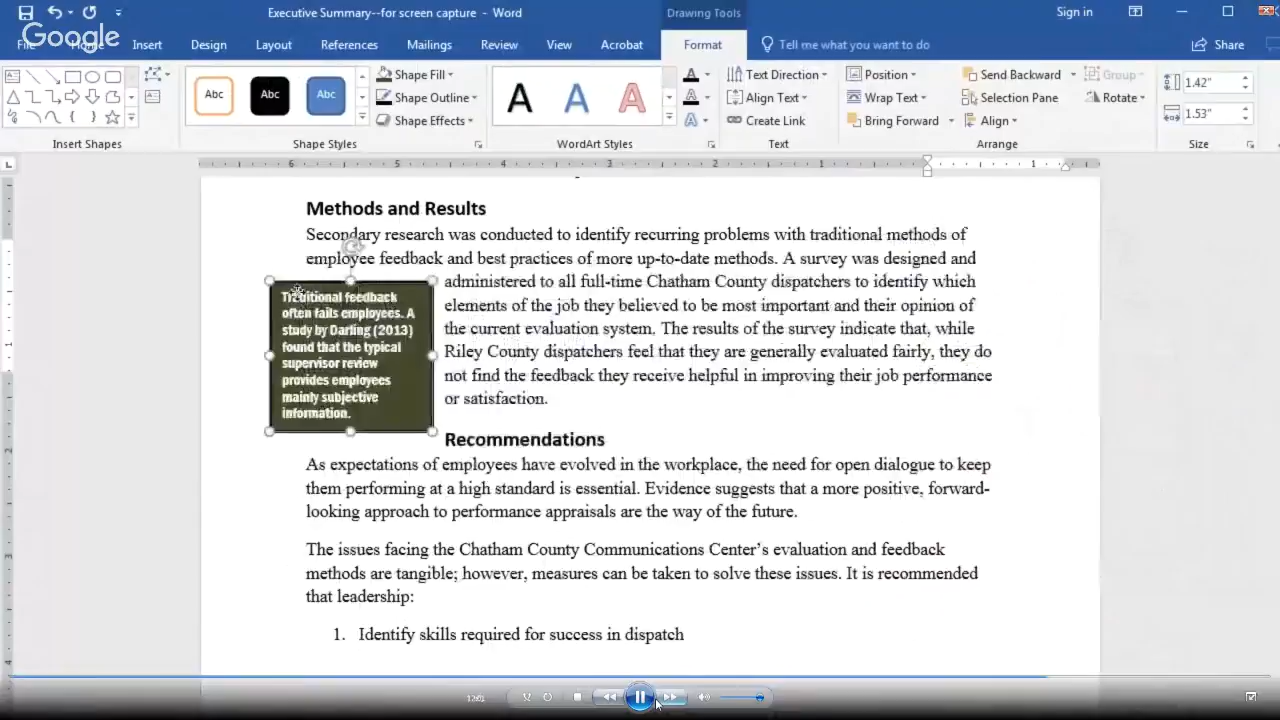 Executive Summary--for screen capture - Word
Drawing Tools
Sign in
Google
Insert
Design
Layout
References
Mailings
Review
View
Acrobat
Format
Tell me what you want to do
Share
Abc
Abc
Abc
Shape Fill
Shape Outline
Shape Effects
A
A
A
Text Direction
Align Text
Create Link
Position
Wrap Text
Bring Forward
Send Backward
Selection Pane
Align
Group
Rotate
1.42"
1.53"
Insert Shapes
Shape Styles
WordArt Styles
Text
Arrange
Size
6 5 4 3 2 1 1
Methods and Results
Secondary research was conducted to identify recurring problems with traditional methods of
employee feedback and best practices of more up-to-date methods. A survey was designed and
administered to all full-time Chatham County dispatchers to identify which
elements of the job they believed to be most important and their opinion of
the current evaluation system. The results of the survey indicate that, while
Riley County dispatchers feel that they are generally evaluated fairly, they do
not find the feedback they receive helpful in improving their job performance
or satisfaction.
Traditional feedback
often fails employees. A
study by Darling (2013)
found that the typical
supervisor review
provides employees
mainly subjective
information.
Recommendations
As expectations of employees have evolved in the workplace, the need for open dialogue to keep
them performing at a high standard is essential. Evidence suggests that a more positive, forward-
looking approach to performance appraisals are the way of the future.
The issues facing the Chatham County Communications Center's evaluation and feedback
methods are tangible; however, measures can be taken to solve these issues. It is recommended
that leadership:
1. Identify skills required for success in dispatch
12:01